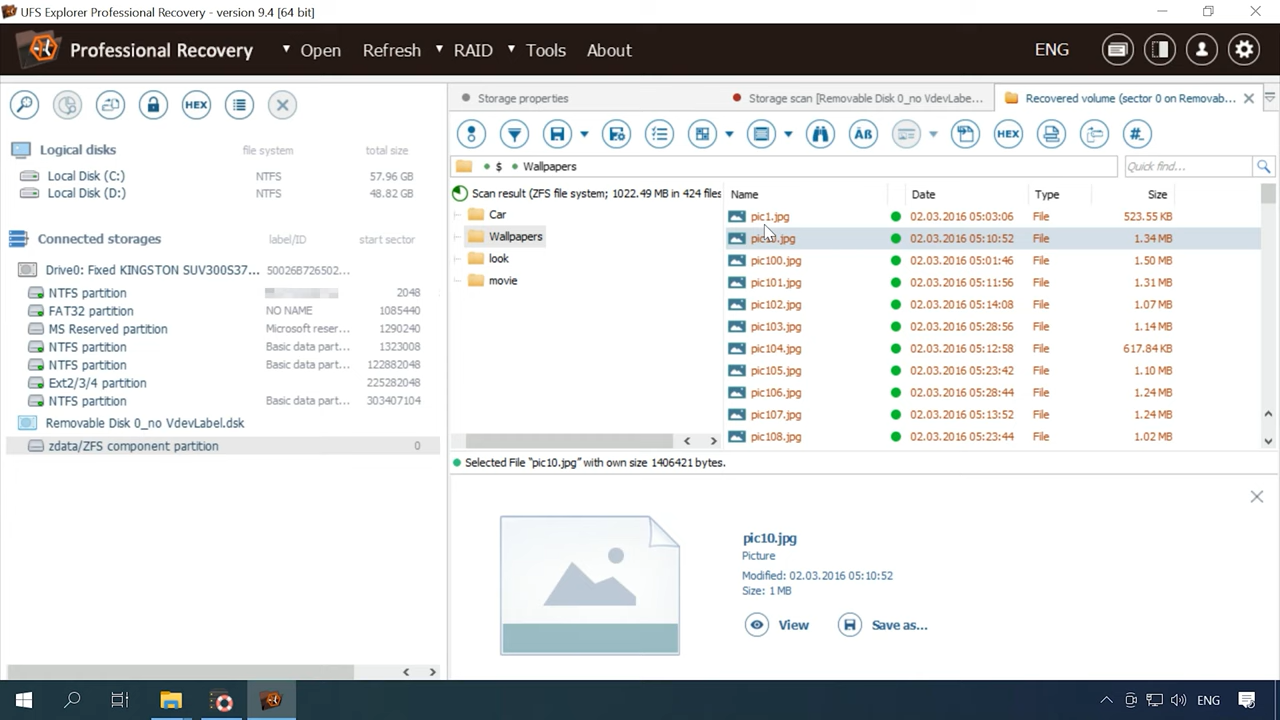 UFS Explorer Professional Recovery - version 9.4 [64 bit]
Professional Recovery
Open
Refresh
RAID
Tools
About
ENG
HEX
Storage properties
Storage scan [Removable Disk 0_no VdevLabe...
Recovered volume (sector 0 on Removab...
Logical disks file system total size
Local Disk (C:) NTFS 57.96 GB
Local Disk (D:) NTFS 48.82 GB
Connected storages label/ID start sector
Drive0: Fixed KINGSTON SUV300S37... 50026B726502...
NTFS partition 2048
FAT32 partition NO NAME 1085440
MS Reserved partition Microsoft reser... 1290240
NTFS partition Basic data part... 1323008
NTFS partition Basic data part... 122882048
Ext2/3/4 partition 225282048
NTFS partition Basic data part... 303407104
Removable Disk 0_no VdevLabel.dsk
zdata/ZFS component partition 0
AB
HEX
#_
$ Wallpapers
Quick find...
Scan result (ZFS file system; 1022.49 MB in 424 files
Car
Wallpapers
look
movie
Name Date Type Size
pic1.jpg 02.03.2016 05:03:06 File 523.55 KB
pic10.jpg 02.03.2016 05:10:52 File 1.34 MB
pic100.jpg 02.03.2016 05:01:46 File 1.50 MB
pic101.jpg 02.03.2016 05:11:56 File 1.31 MB
pic102.jpg 02.03.2016 05:14:08 File 1.07 MB
pic103.jpg 02.03.2016 05:28:56 File 1.14 MB
pic104.jpg 02.03.2016 05:12:58 File 617.84 KB
pic105.jpg 02.03.2016 05:23:42 File 1.10 MB
pic106.jpg 02.03.2016 05:28:44 File 1.24 MB
pic107.jpg 02.03.2016 05:13:52 File 1.24 MB
pic108.jpg 02.03.2016 05:23:44 File 1.02 MB
Selected File "pic10.jpg" with own size 1406421 bytes.
pic10.jpg
Picture
Modified: 02.03.2016 05:10:52
Size: 1 MB
View
Save as...
ENG